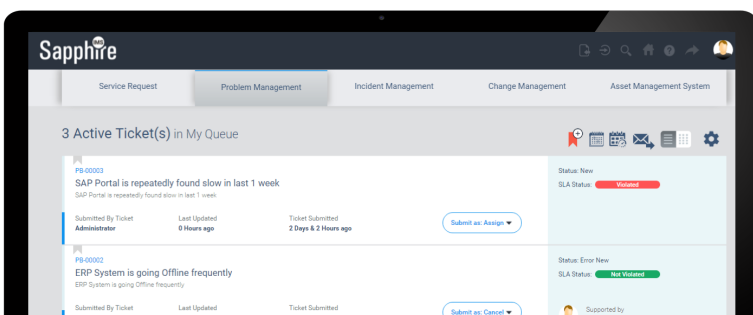 Sapphire IMS
Service Request Problem Management Incident Management Change Management Asset Management System
3 Active Ticket(s) in My Queue
PB-00003
SAP Portal is repeatedly found slow in last 1 week
SAP Portal is repeatedly found slow in last 1 week
Submitted By Ticket Last Updated Ticket Submitted
Administrator 0 Hours ago 2 Days & 2 Hours ago
Submit as: Assign
Status: New
SLA Status: Violated
PB-00002
ERP System is going Offline frequently
ERP System is going Offline frequently
Submitted By Ticket Last Updated Ticket Submitted
Submit as: Cancel
Status: Error New
SLA Status: Not Violated
Supported by